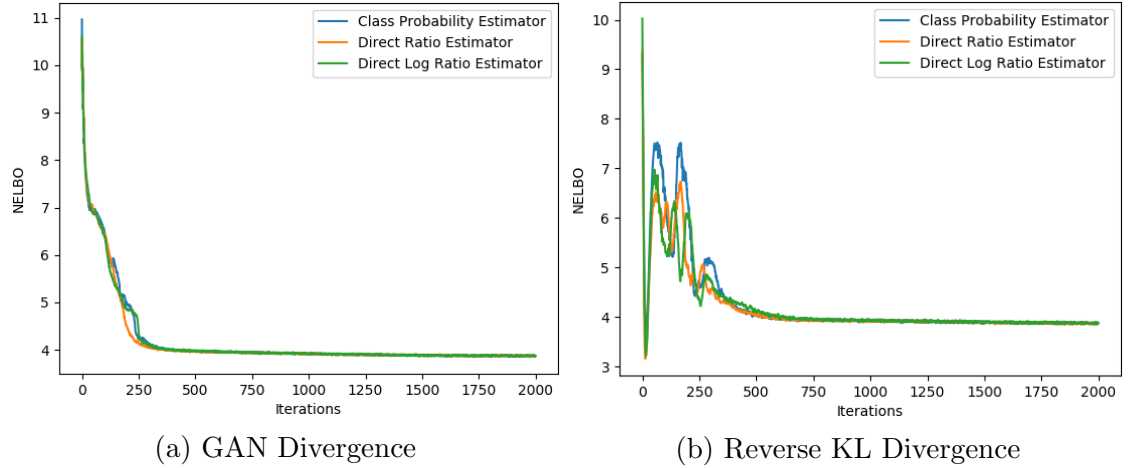 11
10
9
8
7
6
5
4
NELBO
0
250
500
750
1000
1250
1500
1750
2000
Iterations
Class Probability Estimator
Direct Ratio Estimator
Direct Log Ratio Estimator
(a) GAN Divergence
10
9
8
7
6
5
4
3
NELBO
0
250
500
750
1000
1250
1500
1750
2000
Iterations
Class Probability Estimator
Direct Ratio Estimator
Direct Log Ratio Estimator
(b) Reverse KL Divergence